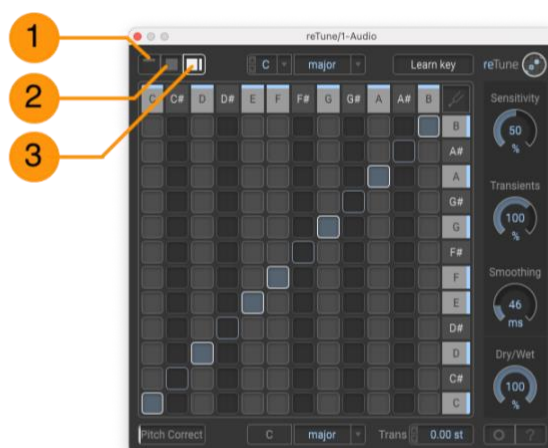 1
reTune/1-Audio
C major Learn key reTune
2
C C# D D# E F F# G G# A A# B
Sensitivity
3
B
50
%
A#
A
Transients
G#
100
%
G
F#
F
Smoothing
E
46
ms
D#
D
Dry/Wet
C#
100
%
C
Pitch Correct C major Trans 0.00 st ?